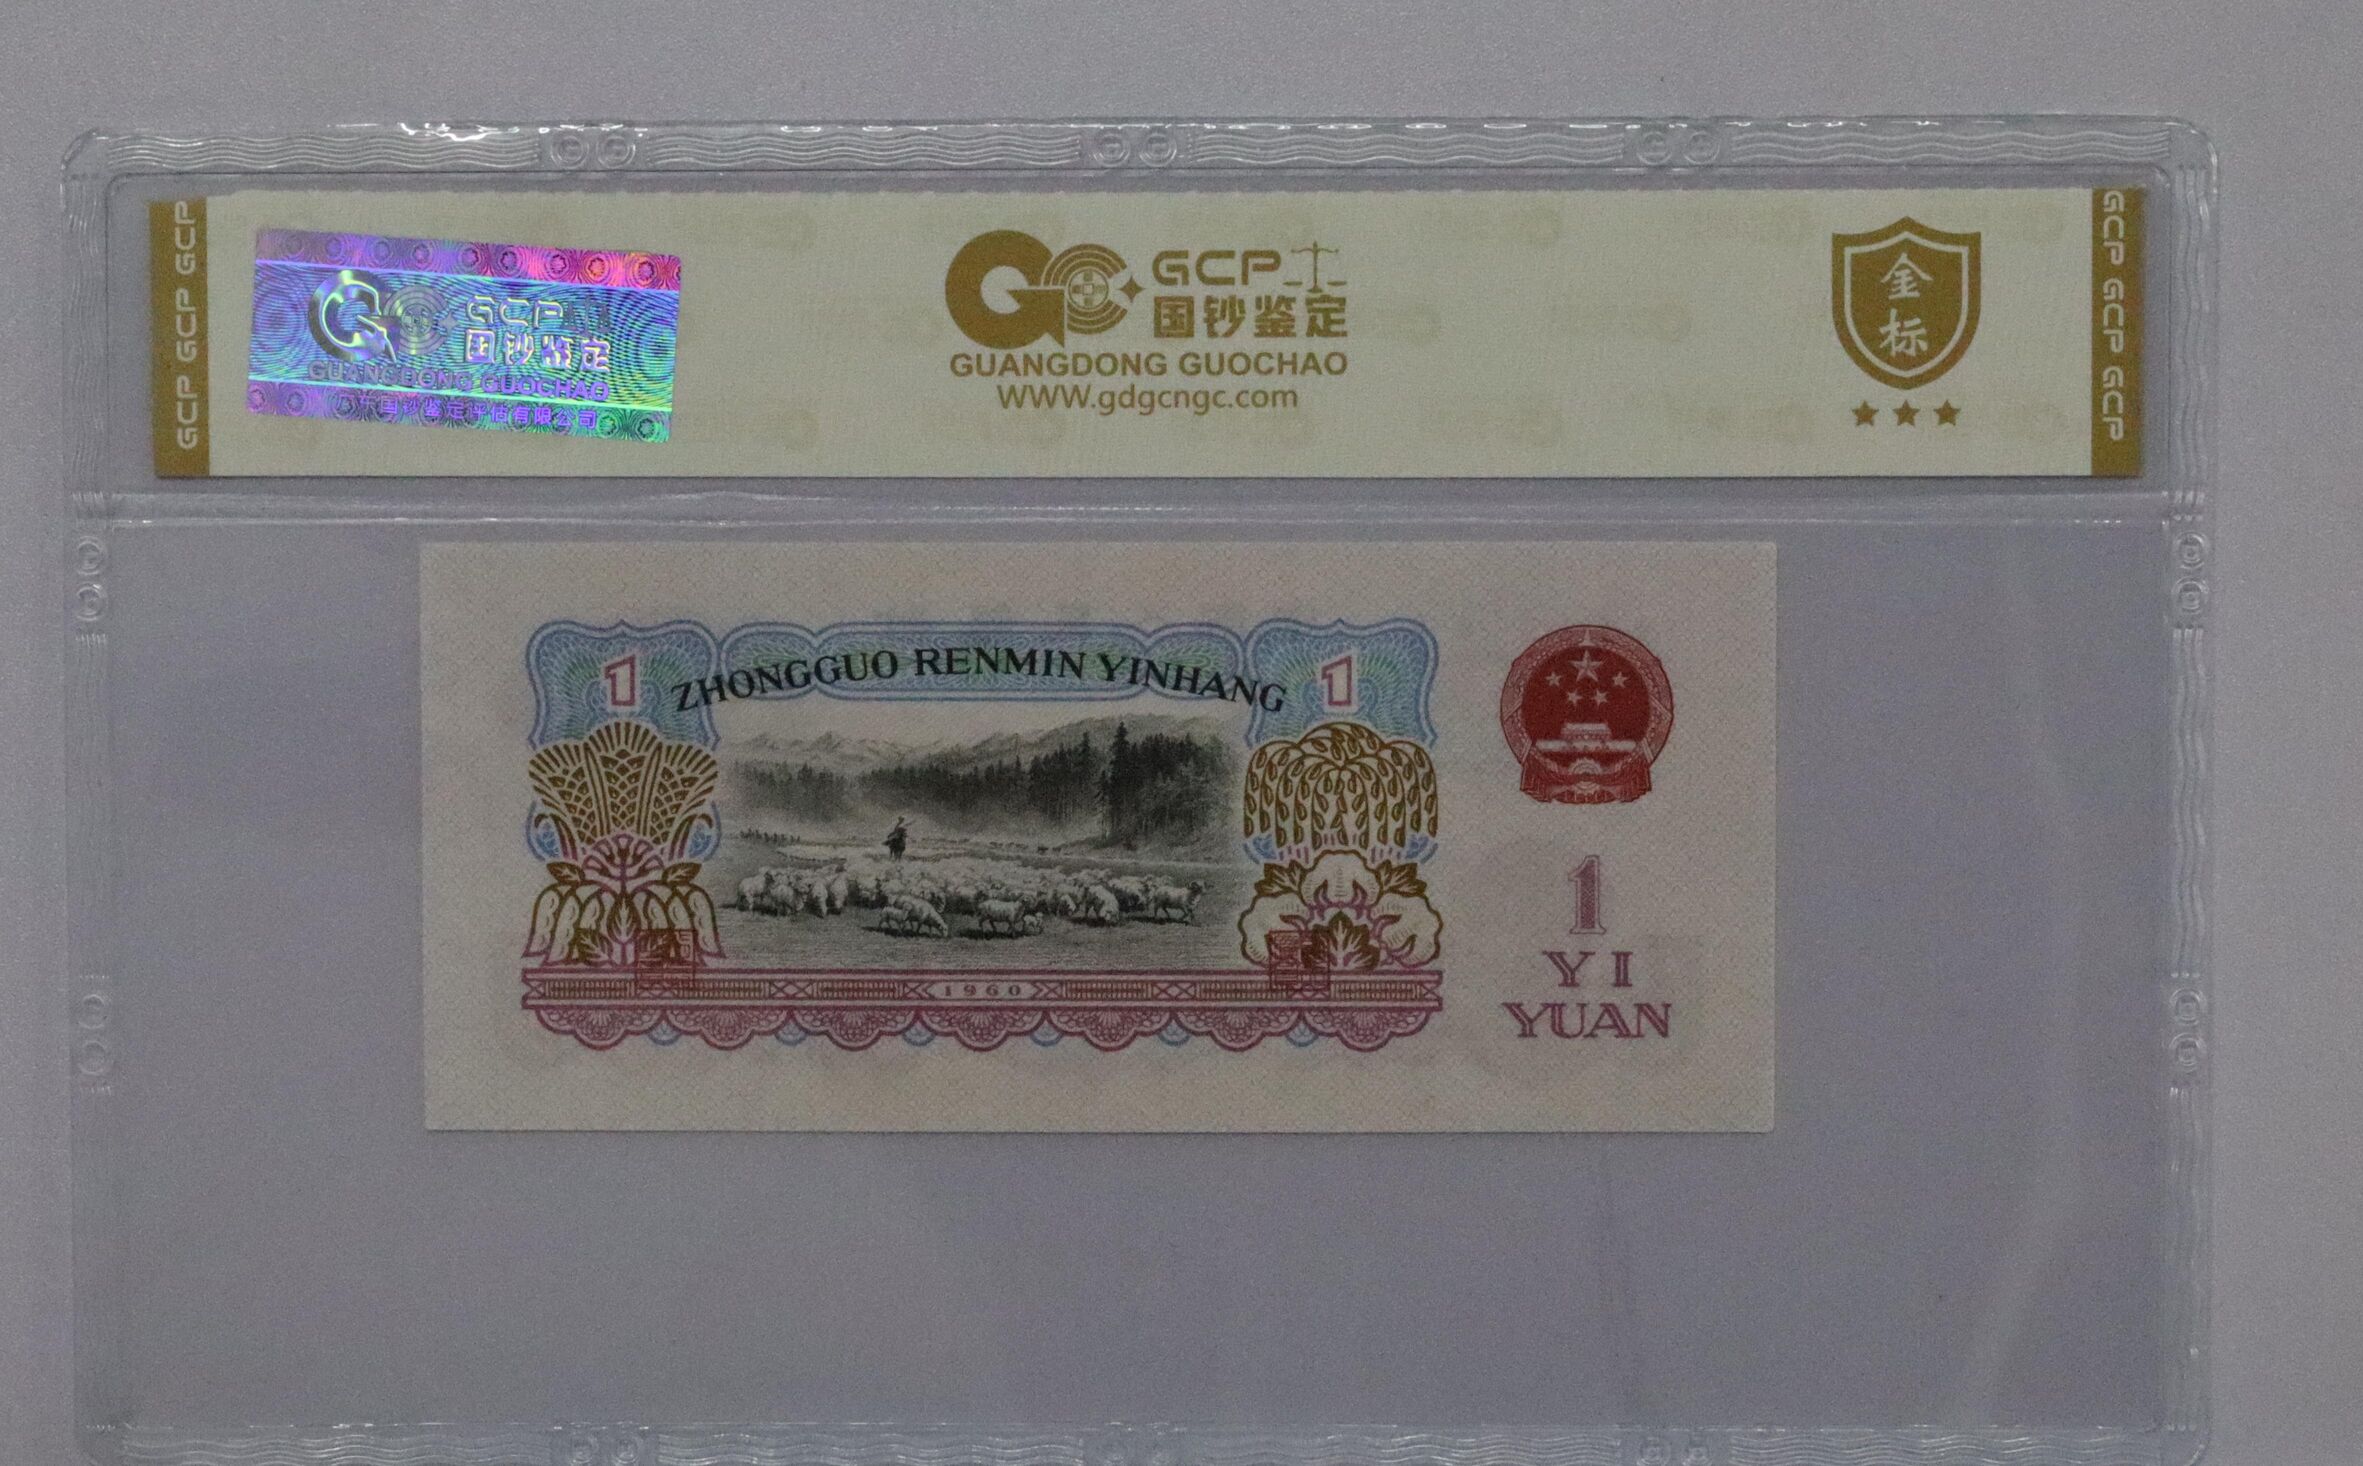 GCP GCP GCP
GCP
国钞鉴定
GUANGDONG GUOCHAO
广东国钞鉴定评估有限公司
GCP
国钞鉴定
GUANGDONG GUOCHAO
WWW.gdgcngc.com
金
标
GCP GCP GCP
ZHONGGUO RENMIN YINHANG
1
1
1960
1
YI
YUAN